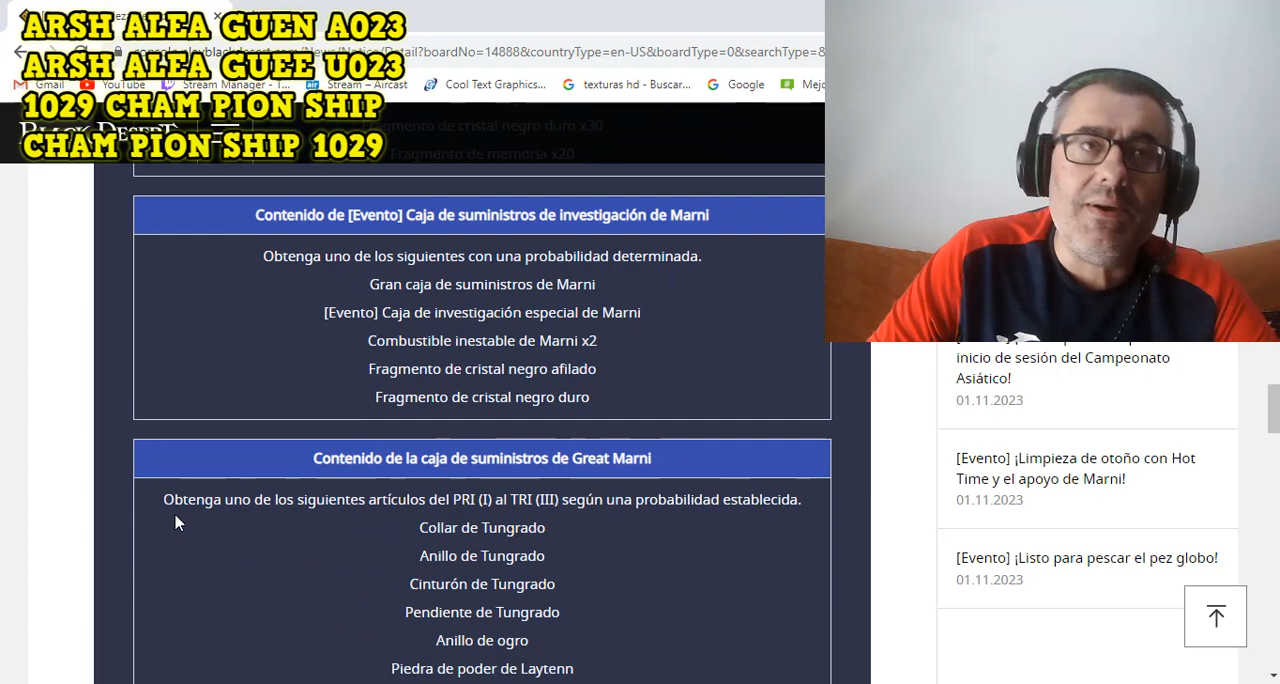 ARSH ALEA GUEN A023
ARSH ALEA GUEE U023
1029 CHAM PION SHIP
CHAM PION SHIP 1029
Gmail
YouTube
Stream Manager - T...
Stream – Aircast
Cool Text Graphics...
texturas hd - Buscar...
Google
Mejo
Fragmento de cristal negro duro x30
Fragmento de memoria x20
Contenido de [Evento] Caja de suministros de investigación de Marni
Obtenga uno de los siguientes con una probabilidad determinada.
Gran caja de suministros de Marni
[Evento] Caja de investigación especial de Marni
Combustible inestable de Marni x2
Fragmento de cristal negro afilado
Fragmento de cristal negro duro
Contenido de la caja de suministros de Great Marni
Obtenga uno de los siguientes artículos del PRI (I) al TRI (III) según una probabilidad establecida.
Collar de Tungrado
Anillo de Tungrado
Cinturón de Tungrado
Pendiente de Tungrado
Anillo de ogro
Piedra de poder de Laytenn
inicio de sesión del Campeonato
Asiático!
01.11.2023
[Evento] ¡Limpieza de otoño con Hot
Time y el apoyo de Marni!
01.11.2023
[Evento] ¡Listo para pescar el pez globo!
01.11.2023